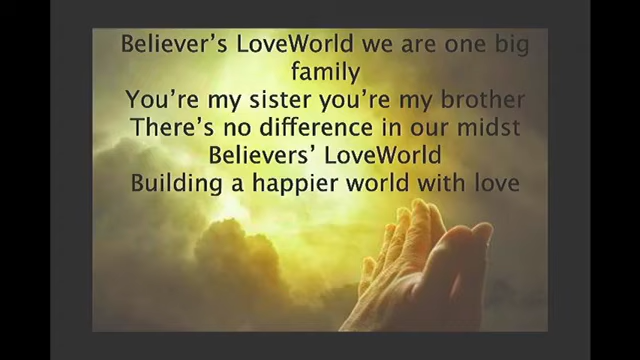 Believer's LoveWorld we are one big
family
You're my sister you're my brother
There's no difference in our midst
Believers' LoveWorld
Building a happier world with love